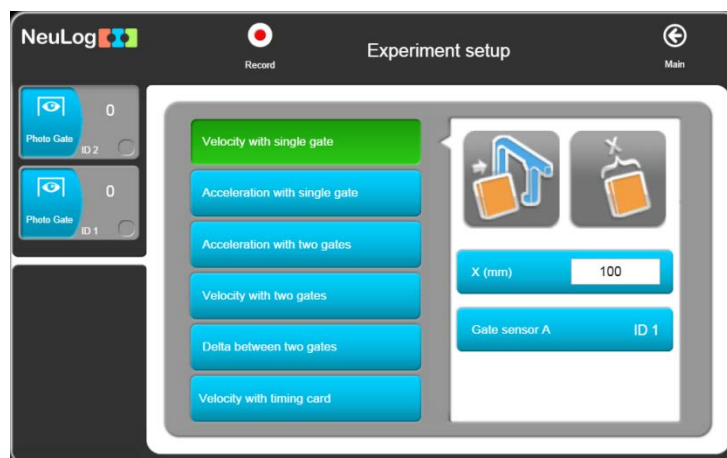 NeuLog
Record
Experiment setup
Main
0
Photo Gate
ID 2
0
Photo Gate
ID 1
Velocity with single gate
Acceleration with single gate
Acceleration with two gates
Velocity with two gates
Delta between two gates
Velocity with timing card
X
X (mm)
100
Gate sensor A
ID 1